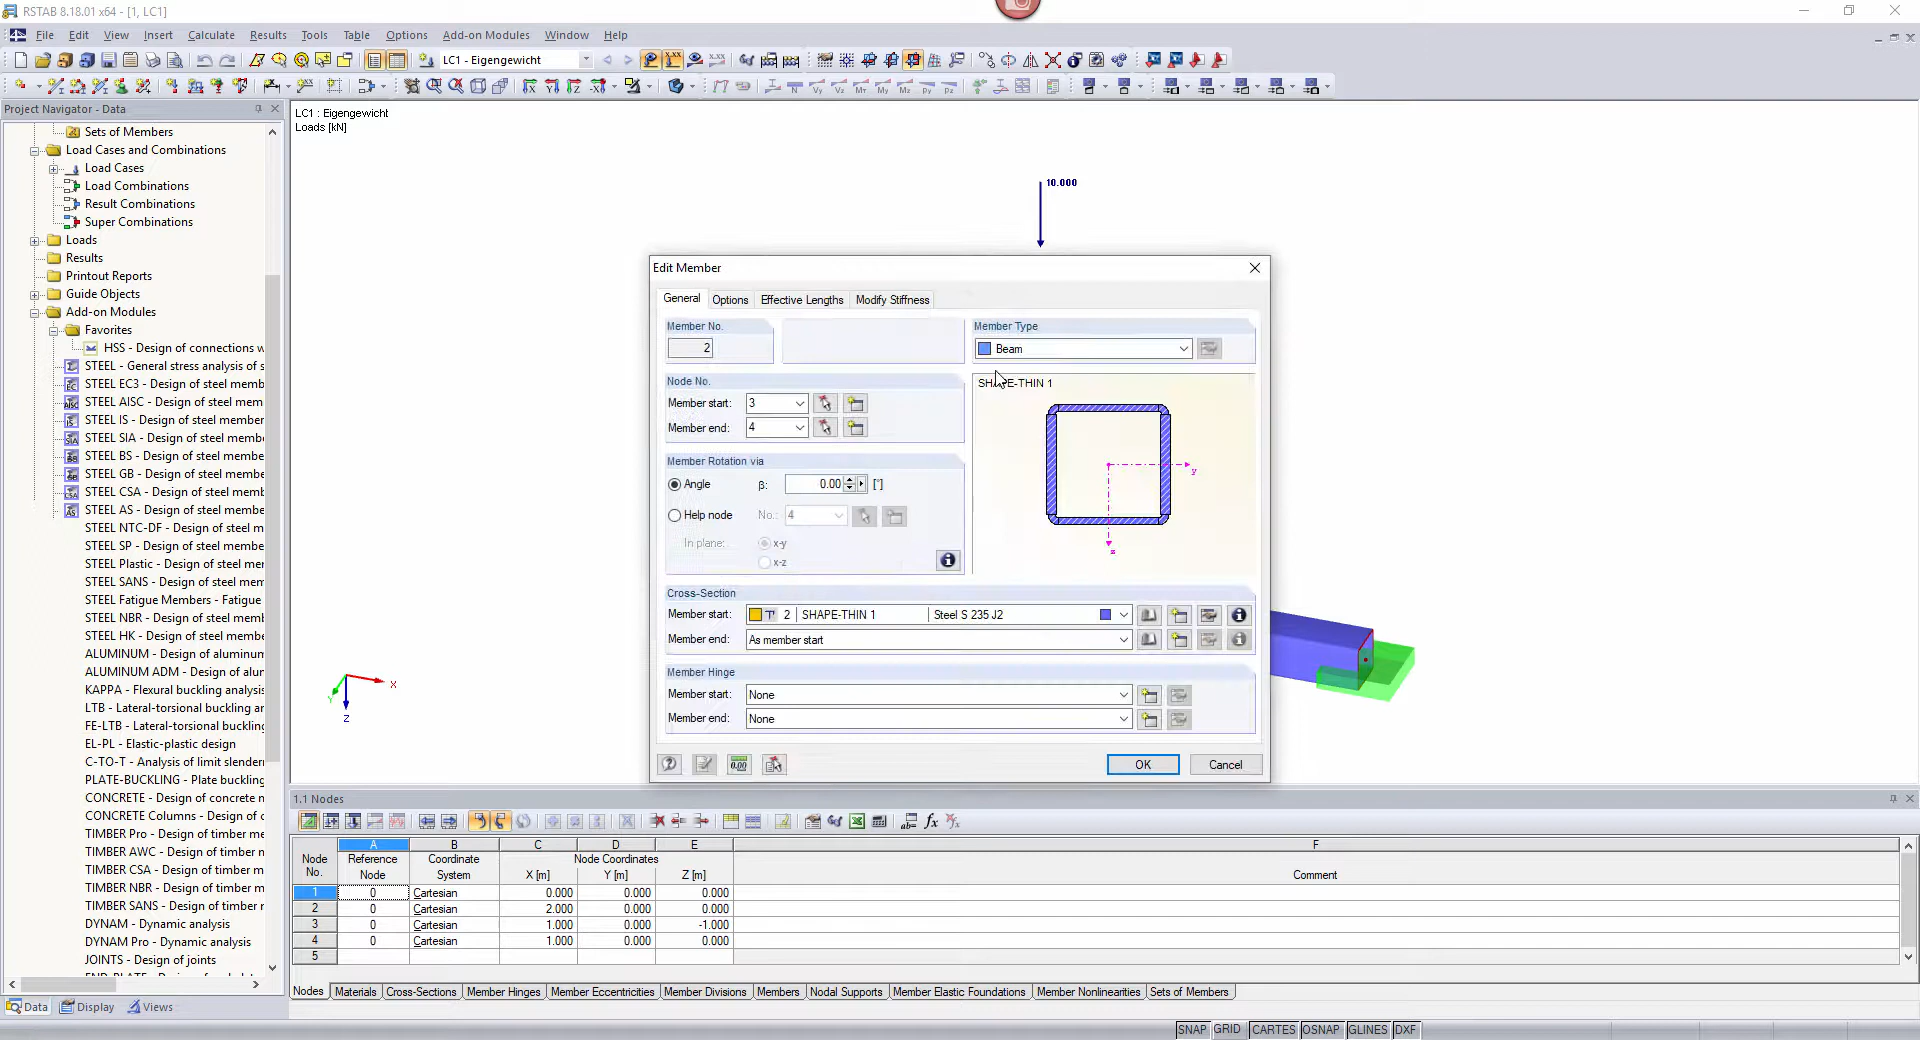 RSTAB 8.18.01 x64 - [1, LC1]
File Edit View Insert Calculate Results Tools Table Options Add-on Modules Window Help
LC1 - Eigengewicht
Project Navigator - Data
Sets of Members
Load Cases and Combinations
Load Cases
Load Combinations
Result Combinations
Super Combinations
Loads
Results
Printout Reports
Guide Objects
Add-on Modules
Favorites
HSS - Design of connections w
STEEL - General stress analysis of s
STEEL EC3 - Design of steel memb
STEEL AISC - Design of steel memb
STEEL IS - Design of steel membe
STEEL SIA - Design of steel membe
STEEL BS - Design of steel membe
STEEL GB - Design of steel membe
STEEL CSA - Design of steel memb
STEEL AS - Design of steel membe
STEEL NTC-DF - Design of steel m
STEEL SP - Design of steel membe
STEEL Plastic - Design of steel me
STEEL SANS - Design of steel mem
STEEL Fatigue Members - Fatigue
STEEL NBR - Design of steel memb
STEEL HK - Design of steel membe
ALUMINUM - Design of aluminum
ALUMINUM ADM - Design of alum
KAPPA - Flexural buckling analysis
LTB - Lateral-torsional buckling ar
FE-LTB - Lateral-torsional buckling
EL-PL - Elastic-plastic design
C-TO-T - Analysis of limit slender
PLATE-BUCKLING - Plate buckling
CONCRETE - Design of concrete m
CONCRETE Columns - Design of c
TIMBER Pro - Design of timber me
TIMBER AWC - Design of timber m
TIMBER CSA - Design of timber m
TIMBER NBR - Design of timber m
TIMBER SANS - Design of timber r
DYNAM - Dynamic analysis
DYNAM Pro - Dynamic analysis
JOINTS - Design of joints
Data Display Views
LC1 : Eigengewicht
Loads [kN]
10.000
X
Y
Z
Edit Member
General Options Effective Lengths Modify Stiffness
Member No.
2
Member Type
Beam
Node No.
Member start: 3
Member end: 4
SHAPE-THIN 1
y
z
Member Rotation via
Angle β: 0.00 [°]
Help node No.: 4
In plane: x-y
x-z
Cross-Section
Member start: 2 SHAPE-THIN 1 Steel S 235 J2
Member end: As member start
Member Hinge
Member start: None
Member end: None
OK Cancel
1.1 Nodes
A B C D E F
Node Reference Coordinate Node Coordinates
No. Node System X [m] Y [m] Z [m] Comment
1 0 Cartesian 0.000 0.000 0.000
2 0 Cartesian 2.000 0.000 0.000
3 0 Cartesian 1.000 0.000 -1.000
4 0 Cartesian 1.000 0.000 0.000
5
Nodes Materials Cross-Sections Member Hinges Member Eccentricities Member Divisions Members Nodal Supports Member Elastic Foundations Member Nonlinearities Sets of Members
SNAP GRID CARTES OSNAP GLINES DXF